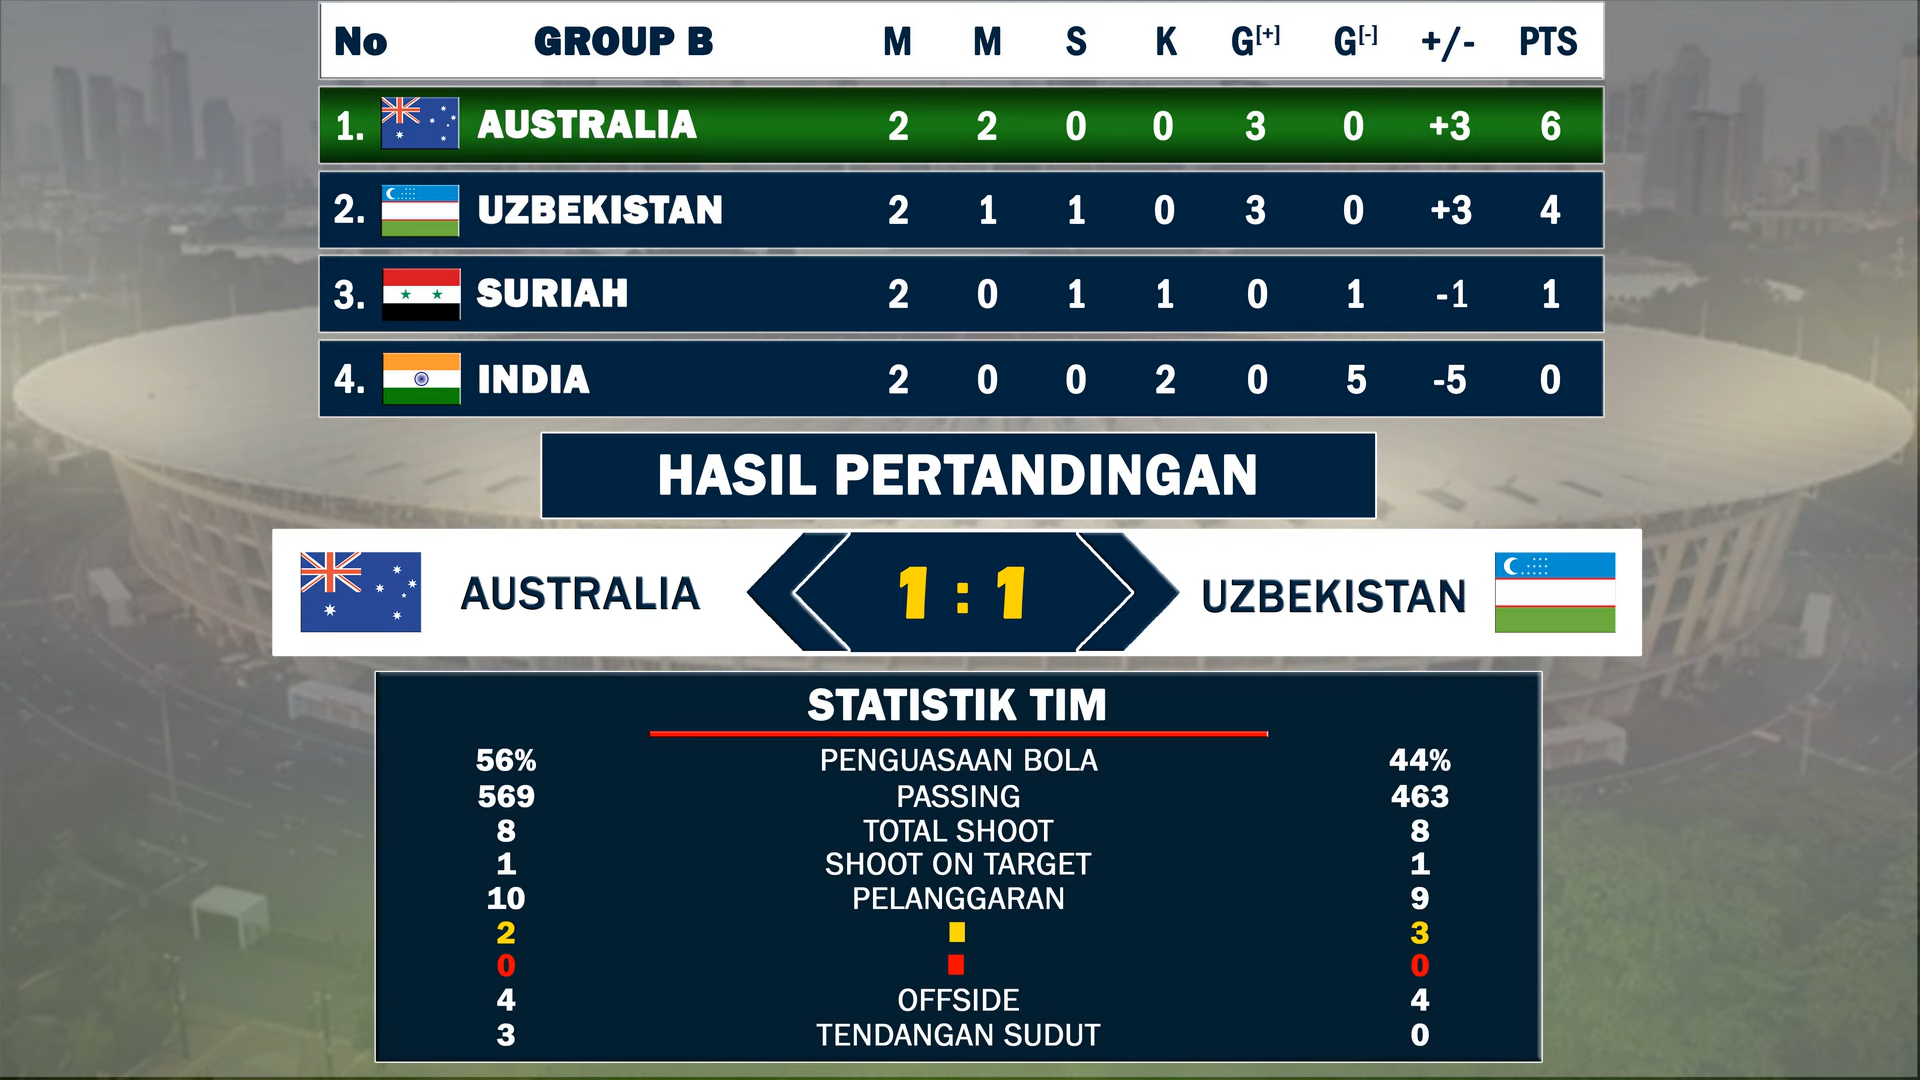 No GROUP B M M S K G[+] G[-] +/- PTS
1. AUSTRALIA 2 2 0 0 3 0 +3 6
2. UZBEKISTAN 2 1 1 0 3 0 +3 4
3. SURIAH 2 0 1 1 0 1 -1 1
4. INDIA 2 0 0 2 0 5 -5 0
HASIL PERTANDINGAN
AUSTRALIA 1 : 1 UZBEKISTAN
STATISTIK TIM
56% PENGUASAAN BOLA 44%
569 PASSING 463
8 TOTAL SHOOT 8
1 SHOOT ON TARGET 1
10 PELANGGARAN 9
2 3
0 0
4 OFFSIDE 4
3 TENDANGAN SUDUT 0